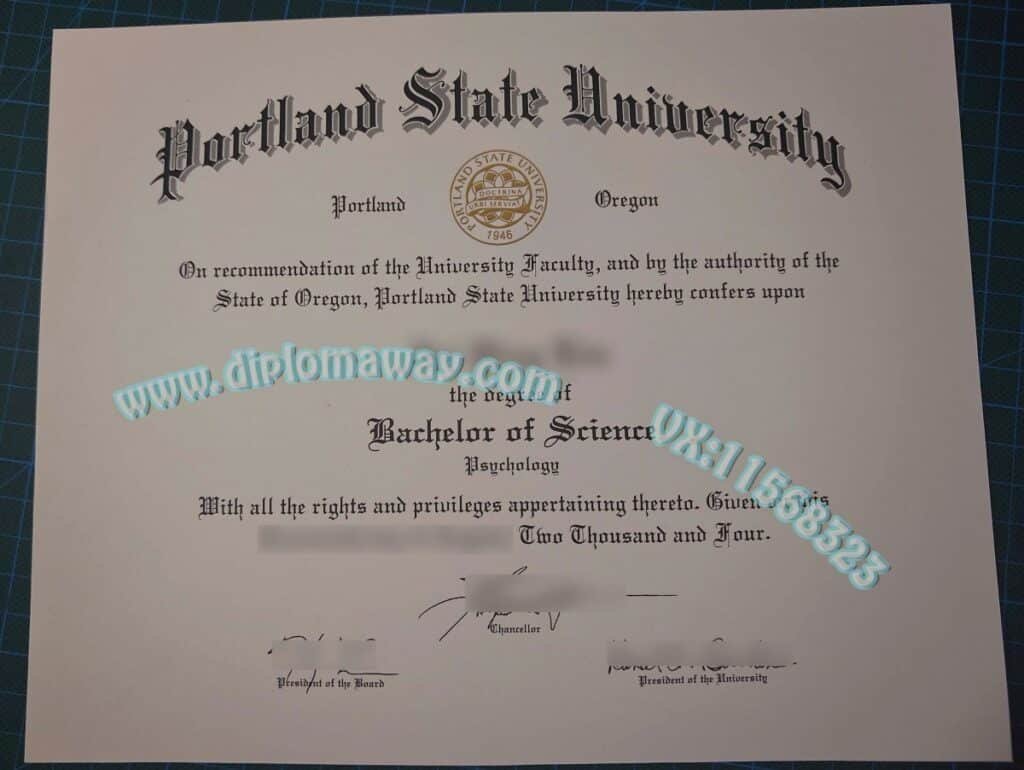 Portland State University
PORTLAND STATE UNIVERSITY
DOCTRINA
URBI SERVIAT
1946
Portland Oregon
On recommendation of the University Faculty, and by the authority of the
State of Oregon, Portland State University hereby confers upon
www.diplomaway.com
the degree of
Bachelor of Science
VX:11568323
Psychology
With all the rights and privileges appertaining thereto. Given
Two Thousand and Four.
Chancellor
President of the Board
President of the University